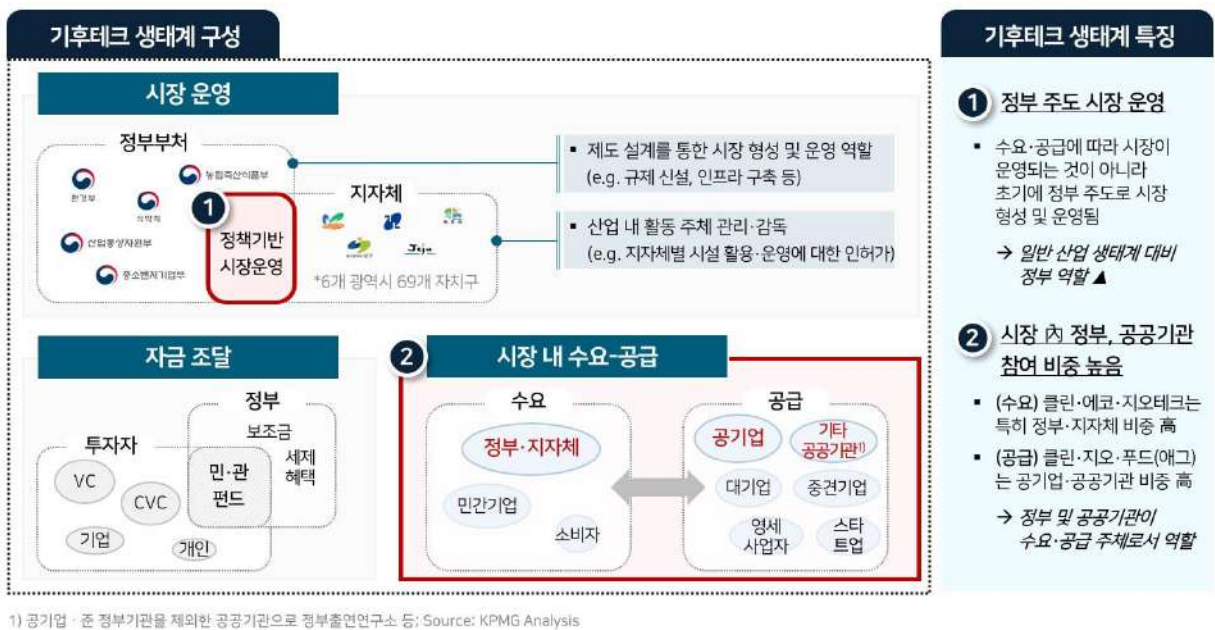 기후테크 생태계 구성
시장 운영
정부부처
환경부
농림축산식품부
산업통상자원부
중소벤처기업부
1
정책기반
시장운영
지자체
Jeju
*6개 광역시 69개 자치구
▪ 제도 설계를 통한 시장 형성 및 운영 역할
(e.g. 규제 신설, 인프라 구축 등)
▪ 산업 내 활동 주체 관리·감독
(e.g. 지자체별 시설 활용·운영에 대한 인허가)
자금 조달
정부
보조금
세제
혜택
투자자
민·관
펀드
VC
CVC
기업
개인
2
시장 내 수요-공급
수요
정부·지자체
민간기업
소비자
공급
공기업
기타
공공기관1)
대기업
중견기업
영세
사업자
스타
트업
기후테크 생태계 특징
1 정부 주도 시장 운영
▪ 수요·공급에 따라 시장이
운영되는 것이 아니라
초기에 정부 주도로 시장
형성 및 운영됨
→ 일반 산업 생태계 대비
정부 역할 ▲
2 시장 內 정부, 공공기관
참여 비중 높음
▪ (수요) 클린·에코·지오테크는
특히 정부·지자체 비중 高
▪ (공급) 클린·지오·푸드(애그)
는 공기업·공공기관 비중 高
→ 정부 및 공공기관이
수요·공급 주체로서 역할
1) 공기업 · 준 정부기관을 제외한 공공기관으로 정부출연연구소 등; Source: KPMG Analysis